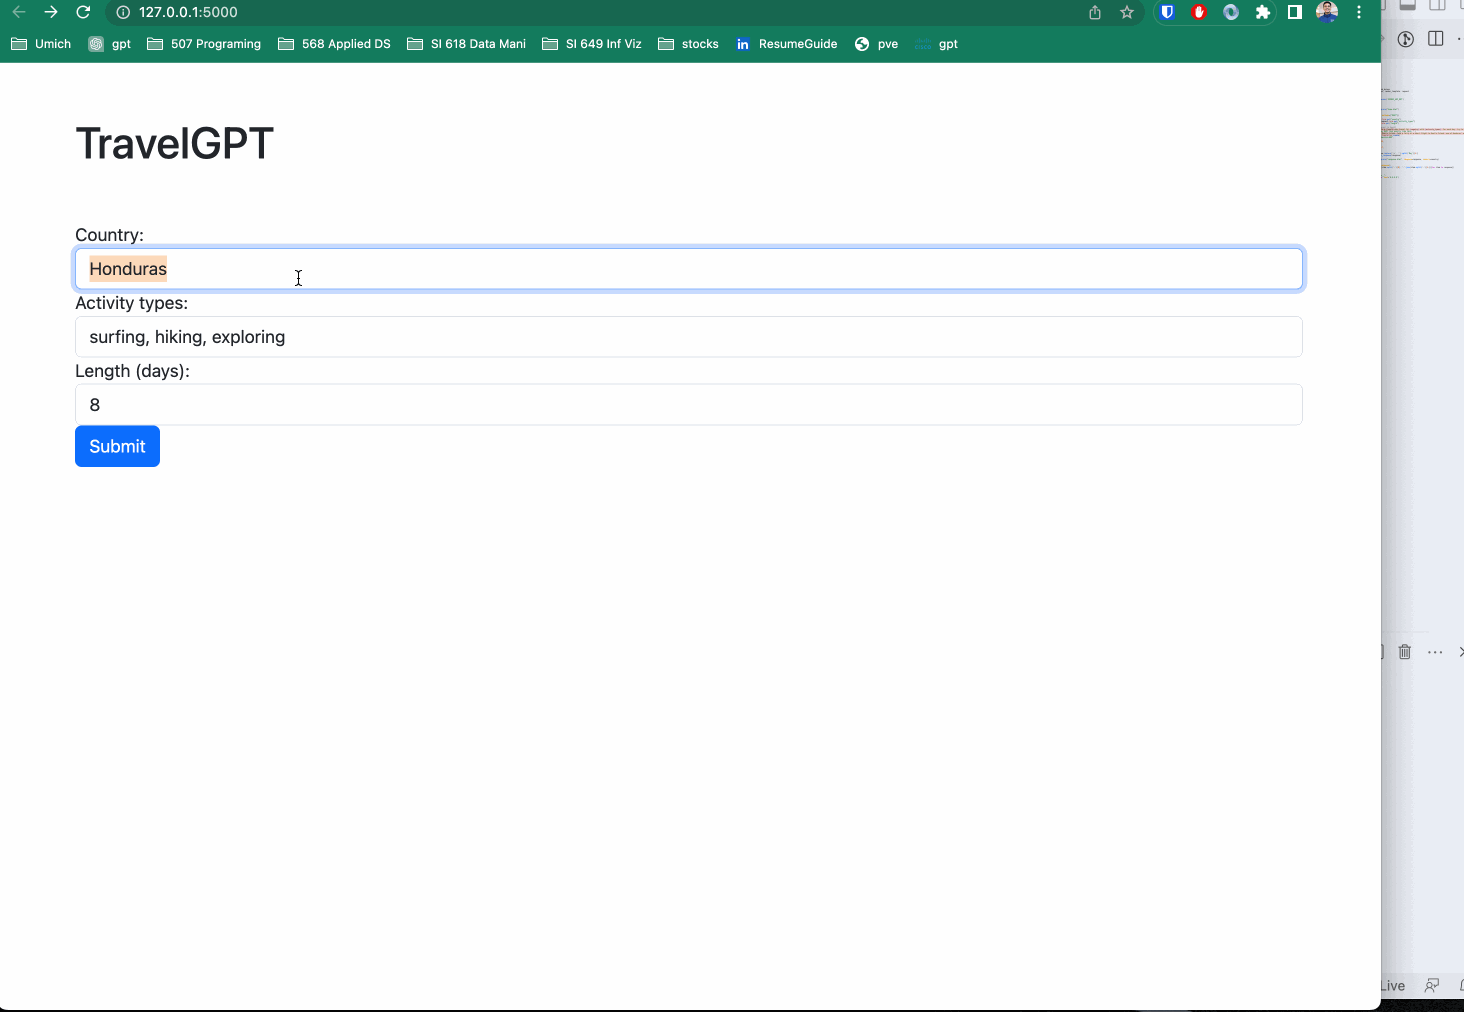 127.0.0.1:5000
Umich gpt 507 Programing 568 Applied DS SI 618 Data Mani SI 649 Inf Viz stocks in ResumeGuide pve gpt
TravelGPT
Country:
Honduras
Activity types:
surfing, hiking, exploring
Length (days):
8
Submit
Live